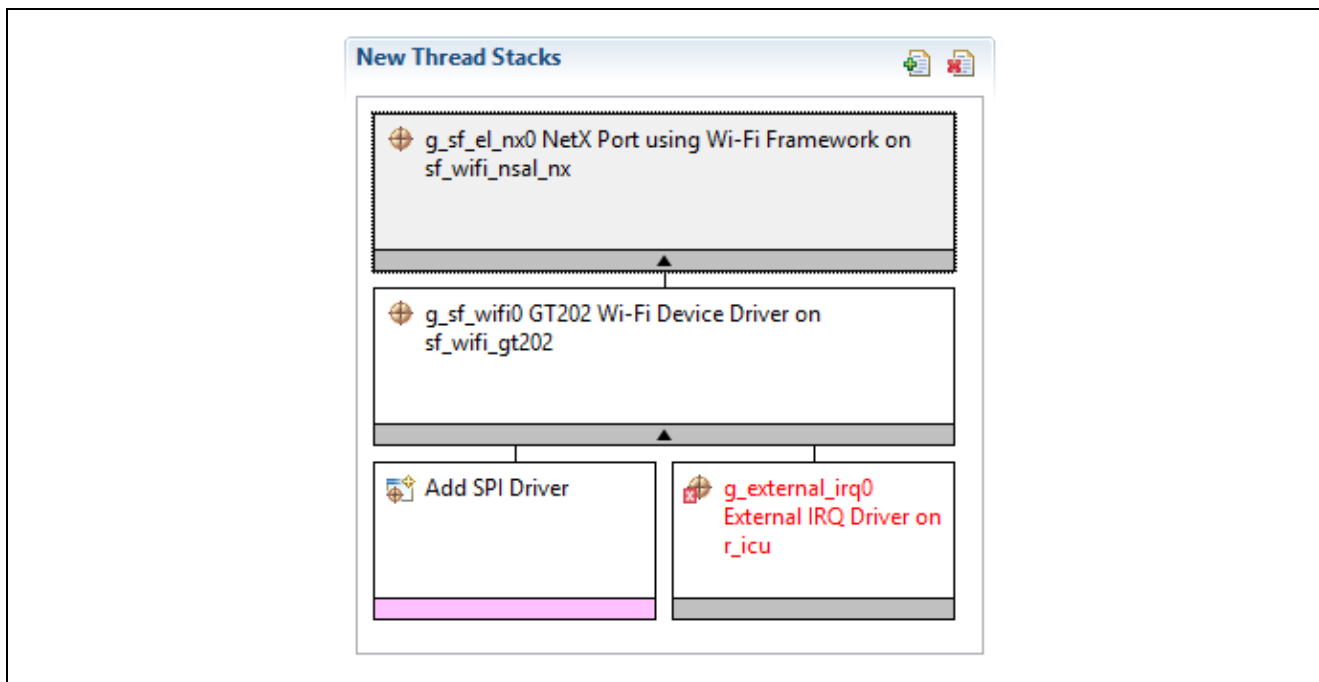 New Thread Stacks
g_sf_el_nx0 NetX Port using Wi-Fi Framework on
sf_wifi_nsal_nx
g_sf_wifi0 GT202 Wi-Fi Device Driver on
sf_wifi_gt202
Add SPI Driver
g_external_irq0
External IRQ Driver on
r_icu